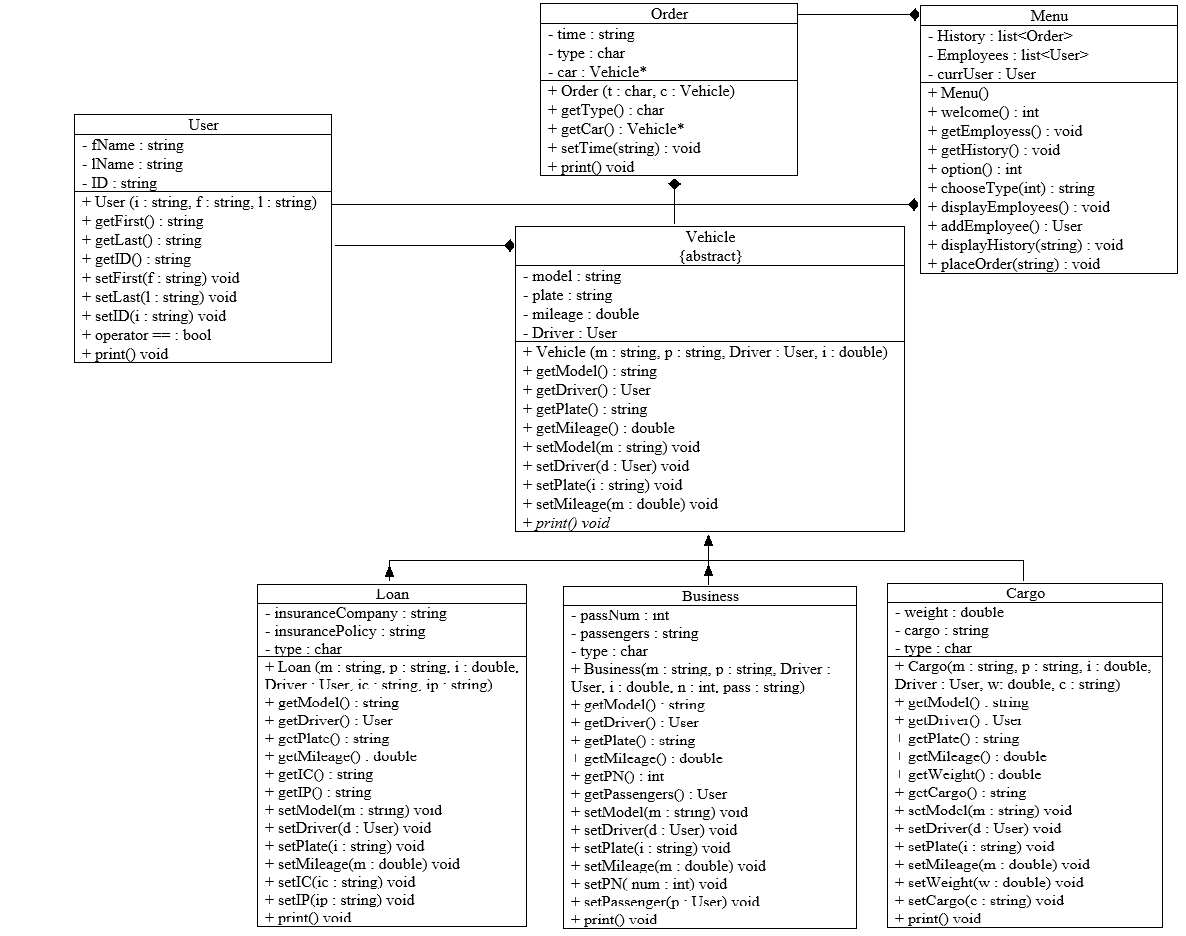 Order
- time : string
- type : char
- car : Vehicle*
+ Order (t : char, c : Vehicle)
+ getType() : char
+ getCar() : Vehicle*
+ setTime(string) : void
+ print() void
Menu
- History : list<Order>
- Employees : list<User>
- currUser : User
+ Menu()
+ welcome() : int
+ getEmployess() : void
+ getHistory() : void
+ option() : int
+ chooseType(int) : string
+ displayEmployees() : void
+ addEmployee() : User
+ displayHistory(string) : void
+ placeOrder(string) : void
User
- fName : string
- lName : string
- ID : string
+ User (i : string, f : string, l : string)
+ getFirst() : string
+ getLast() : string
+ getID() : string
+ setFirst(f : string) void
+ setLast(l : string) void
+ setID(i : string) void
+ operator == : bool
+ print() void
Vehicle
{abstract}
- model : string
- plate : string
- mileage : double
- Driver : User
+ Vehicle (m : string, p : string, Driver : User, i : double)
+ getModel() : string
+ getDriver() : User
+ getPlate() : string
+ getMileage() : double
+ setModel(m : string) void
+ setDriver(d : User) void
+ setPlate(i : string) void
+ setMileage(m : double) void
+ print() void
Loan
- insuranceCompany : string
- insurancePolicy : string
- type : char
+ Loan (m : string, p : string, i : double,
Driver : User, ic : string, ip : string)
+ getModel() : string
+ getDriver() : User
+ getPlate() : string
+ getMileage() : double
+ getIC() : string
+ getIP() : string
+ setModel(m : string) void
+ setDriver(d : User) void
+ setPlate(i : string) void
+ setMileage(m : double) void
+ setIC(ic : string) void
+ setIP(ip : string) void
+ print() void
Business
- passNum : int
- passengers : string
- type : char
+ Business(m : string, p : string, Driver :
User, i : double, n : int, pass : string)
+ getModel() : string
+ getDriver() : User
+ getPlate() : string
+ getMileage() : double
+ getPN() : int
+ getPassengers() : User
+ setModel(m : string) void
+ setDriver(d : User) void
+ setPlate(i : string) void
+ setMileage(m : double) void
+ setPN( num : int) void
+ setPassenger(p : User) void
+ print() void
Cargo
- weight : double
- cargo : string
- type : char
+ Cargo(m : string, p : string, i : double,
Driver : User, w: double, c : string)
+ getModel() : string
+ getDriver() : User
+ getPlate() : string
+ getMileage() : double
+ getWeight() : double
+ getCargo() : string
+ setModel(m : string) void
+ setDriver(d : User) void
+ setPlate(i : string) void
+ setMileage(m : double) void
+ setWeight(w : double) void
+ setCargo(c : string) void
+ print() void